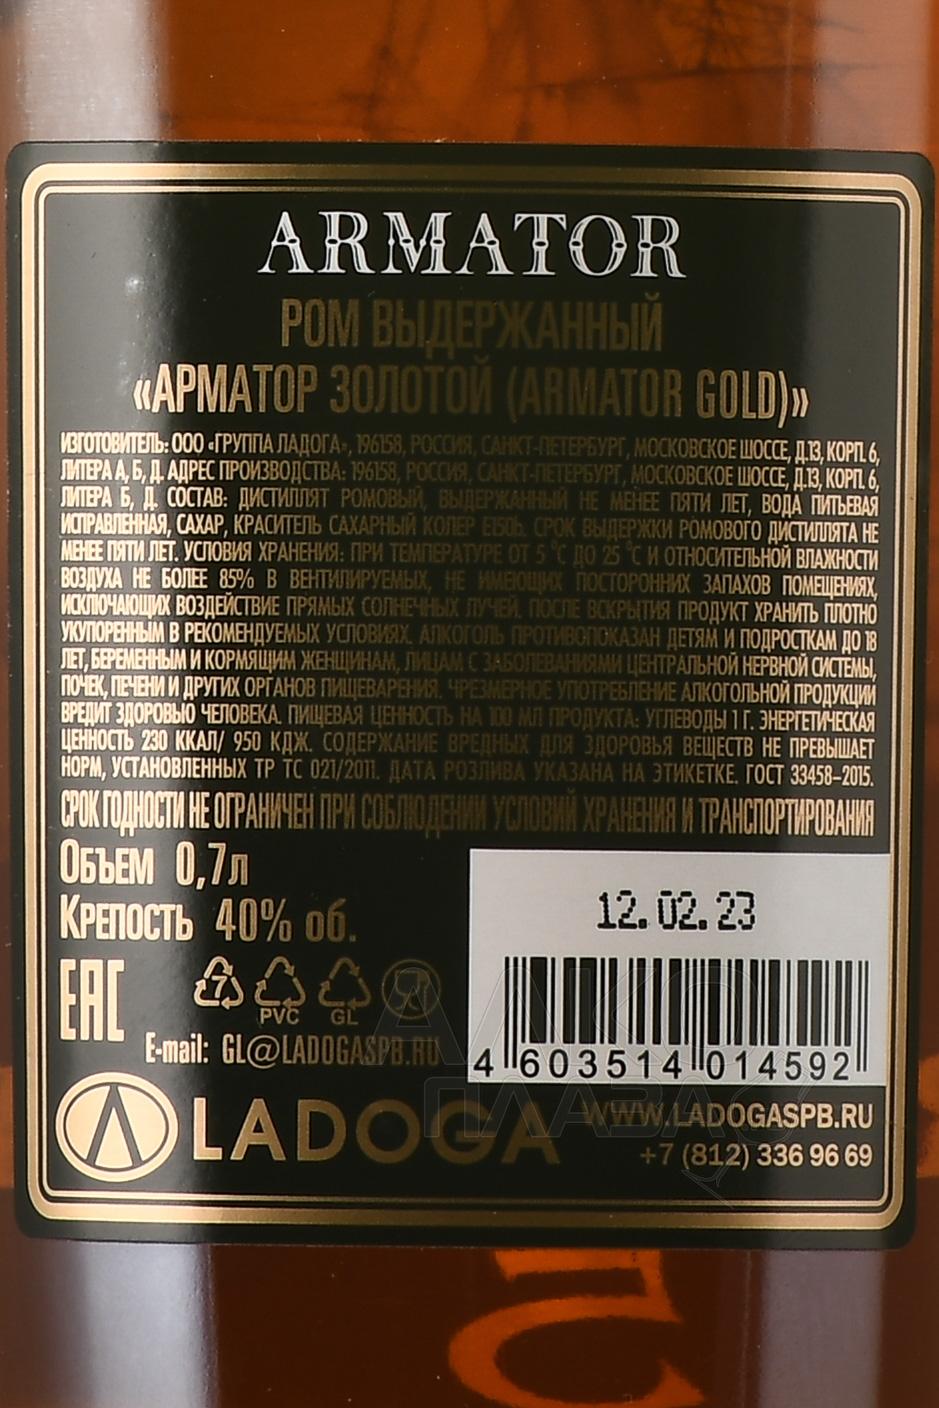 ARMATOR
РОМ ВЫДЕРЖАННЫЙ
«АРМАТОР ЗОЛОТОЙ (ARMATOR GOLD)»
ИЗГОТОВИТЕЛЬ: ООО «ГРУППА ЛАДОГА», 196158, РОССИЯ, САНКТ-ПЕТЕРБУРГ, МОСКОВСКОЕ ШОССЕ, Д.13, КОРП. 6,
ЛИТЕРА А, Б, Д. АДРЕС ПРОИЗВОДСТВА: 196158, РОССИЯ, САНКТ-ПЕТЕРБУРГ, МОСКОВСКОЕ ШОССЕ, Д.13, КОРП. 6,
ЛИТЕРА Б, Д. СОСТАВ: ДИСТИЛЛЯТ РОМОВЫЙ, ВЫДЕРЖАННЫЙ НЕ МЕНЕЕ ПЯТИ ЛЕТ, ВОДА ПИТЬЕВАЯ
ИСПРАВЛЕННАЯ, САХАР, КРАСИТЕЛЬ САХАРНЫЙ КОЛЕР Е150b. СРОК ВЫДЕРЖКИ РОМОВОГО ДИСТИЛЛЯТА НЕ
МЕНЕЕ ПЯТИ ЛЕТ. УСЛОВИЯ ХРАНЕНИЯ: ПРИ ТЕМПЕРАТУРЕ ОТ 5 °С ДО 25 °С И ОТНОСИТЕЛЬНОЙ ВЛАЖНОСТИ
ВОЗДУХА НЕ БОЛЕЕ 85% В ВЕНТИЛИРУЕМЫХ, НЕ ИМЕЮЩИХ ПОСТОРОННИХ ЗАПАХОВ ПОМЕЩЕНИЯХ,
ИСКЛЮЧАЮЩИХ ВОЗДЕЙСТВИЕ ПРЯМЫХ СОЛНЕЧНЫХ ЛУЧЕЙ. ПОСЛЕ ВСКРЫТИЯ ПРОДУКТ ХРАНИТЬ ПЛОТНО
УКУПОРЕННЫМ В РЕКОМЕНДУЕМЫХ УСЛОВИЯХ. АЛКОГОЛЬ ПРОТИВОПОКАЗАН ДЕТЯМ И ПОДРОСТКАМ ДО 18
ЛЕТ, БЕРЕМЕННЫМ И КОРМЯЩИМ ЖЕНЩИНАМ, ЛИЦАМ С ЗАБОЛЕВАНИЯМИ ЦЕНТРАЛЬНОЙ НЕРВНОЙ СИСТЕМЫ,
ПОЧЕК, ПЕЧЕНИ И ДРУГИХ ОРГАНОВ ПИЩЕВАРЕНИЯ. ЧРЕЗМЕРНОЕ УПОТРЕБЛЕНИЕ АЛКОГОЛЬНОЙ ПРОДУКЦИИ
ВРЕДИТ ЗДОРОВЬЮ ЧЕЛОВЕКА. ПИЩЕВАЯ ЦЕННОСТЬ НА 100 МЛ ПРОДУКТА: УГЛЕВОДЫ 1 Г. ЭНЕРГЕТИЧЕСКАЯ
ЦЕННОСТЬ 230 ККАЛ/ 950 КДЖ. СОДЕРЖАНИЕ ВРЕДНЫХ ДЛЯ ЗДОРОВЬЯ ВЕЩЕСТВ НЕ ПРЕВЫШАЕТ
НОРМ, УСТАНОВЛЕННЫХ ТР ТС 021/2011. ДАТА РОЗЛИВА УКАЗАНА НА ЭТИКЕТКЕ. ГОСТ 33458-2015.
СРОК ГОДНОСТИ НЕ ОГРАНИЧЕН ПРИ СОБЛЮДЕНИИ УСЛОВИЙ ХРАНЕНИЯ И ТРАНСПОРТИРОВАНИЯ
ОБЪЕМ 0,7л
КРЕПОСТЬ 40% об.
12.02.23
EAC
7
PVC
GL
4 603514 014592
E-mail: GL@LADOGASPB.RU
LADOGA
WWW.LADOGASPB.RU
+7 (812) 336 96 69
АЛКО
ПЛАЗА